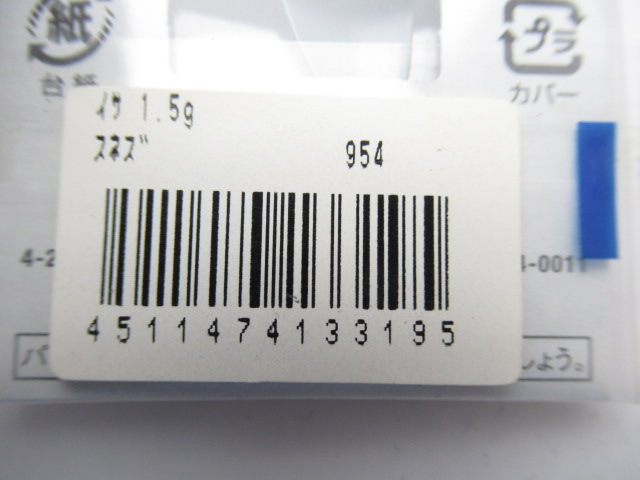 紙
台紙
プラ
カバー
イサ 1.5g
スネズ
954
4-2
4-0011
4511474133195
パ
しょう。